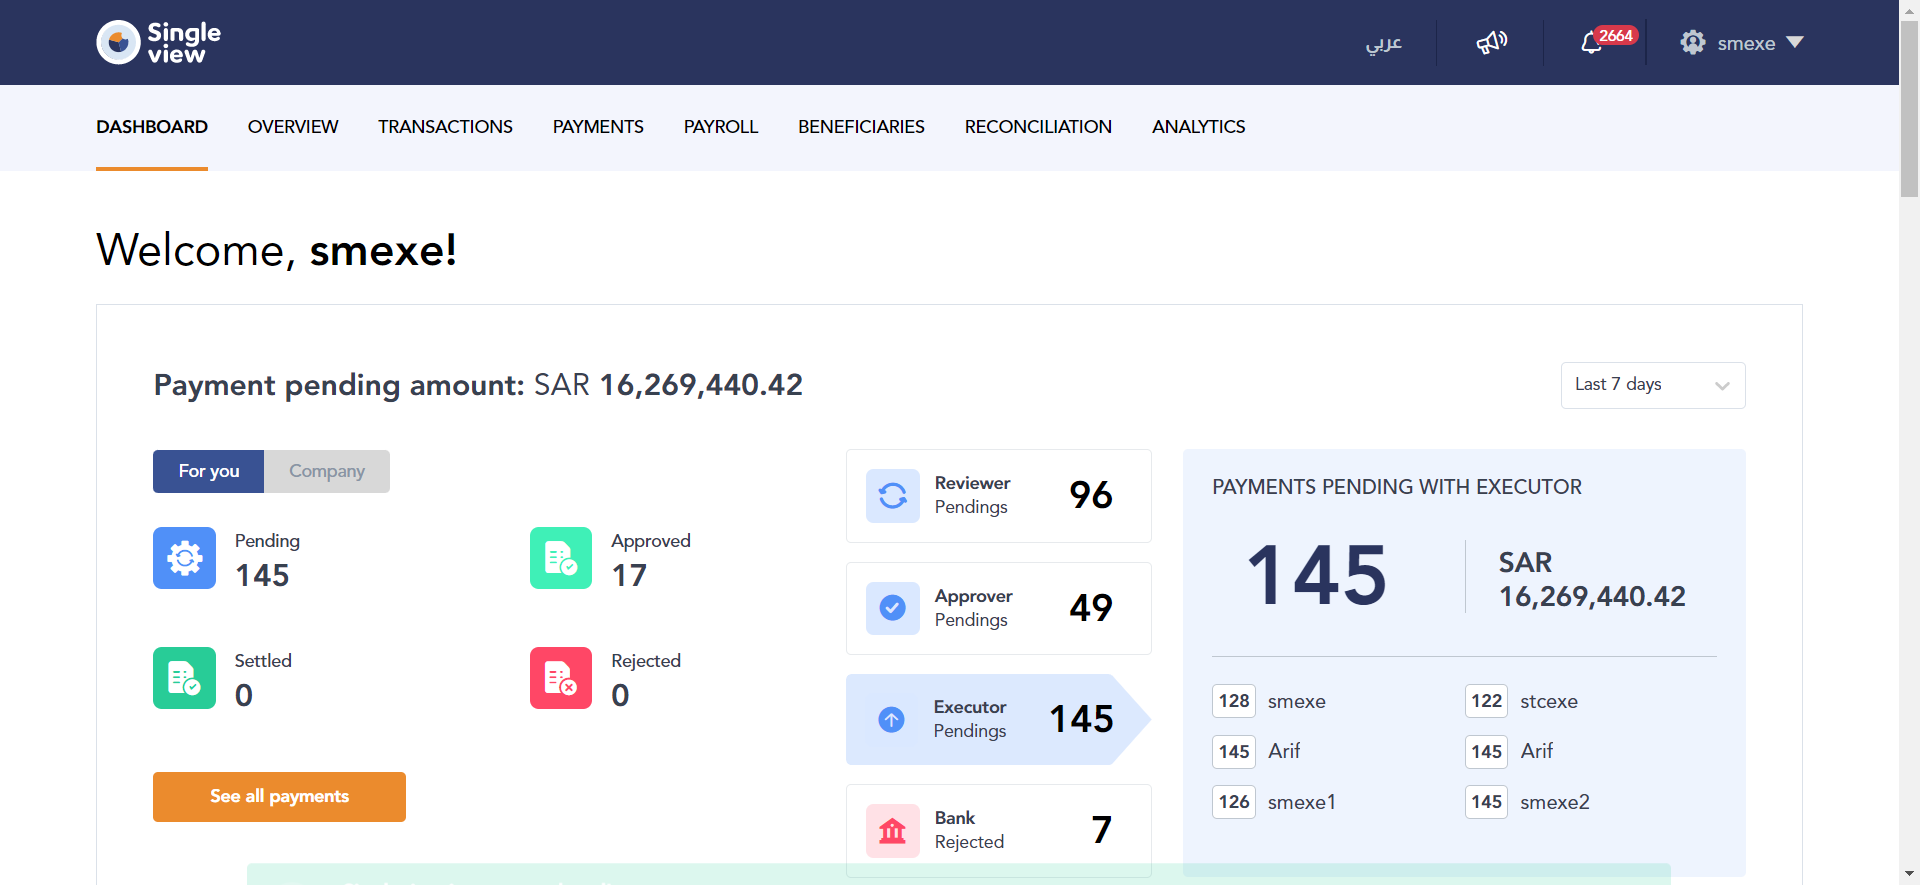 Single
view
عربي
2664
smexe
DASHBOARD
OVERVIEW
TRANSACTIONS
PAYMENTS
PAYROLL
BENEFICIARIES
RECONCILIATION
ANALYTICS
Welcome, smexe!
Payment pending amount: SAR 16,269,440.42
Last 7 days
For you
Company
Pending
145
Approved
17
Settled
0
Rejected
0
See all payments
Reviewer
Pendings
96
Approver
Pendings
49
Executor
Pendings
145
Bank
Rejected
7
PAYMENTS PENDING WITH EXECUTOR
145
SAR
16,269,440.42
128 smexe
122 stcexe
145 Arif
145 Arif
126 smexe1
145 smexe2